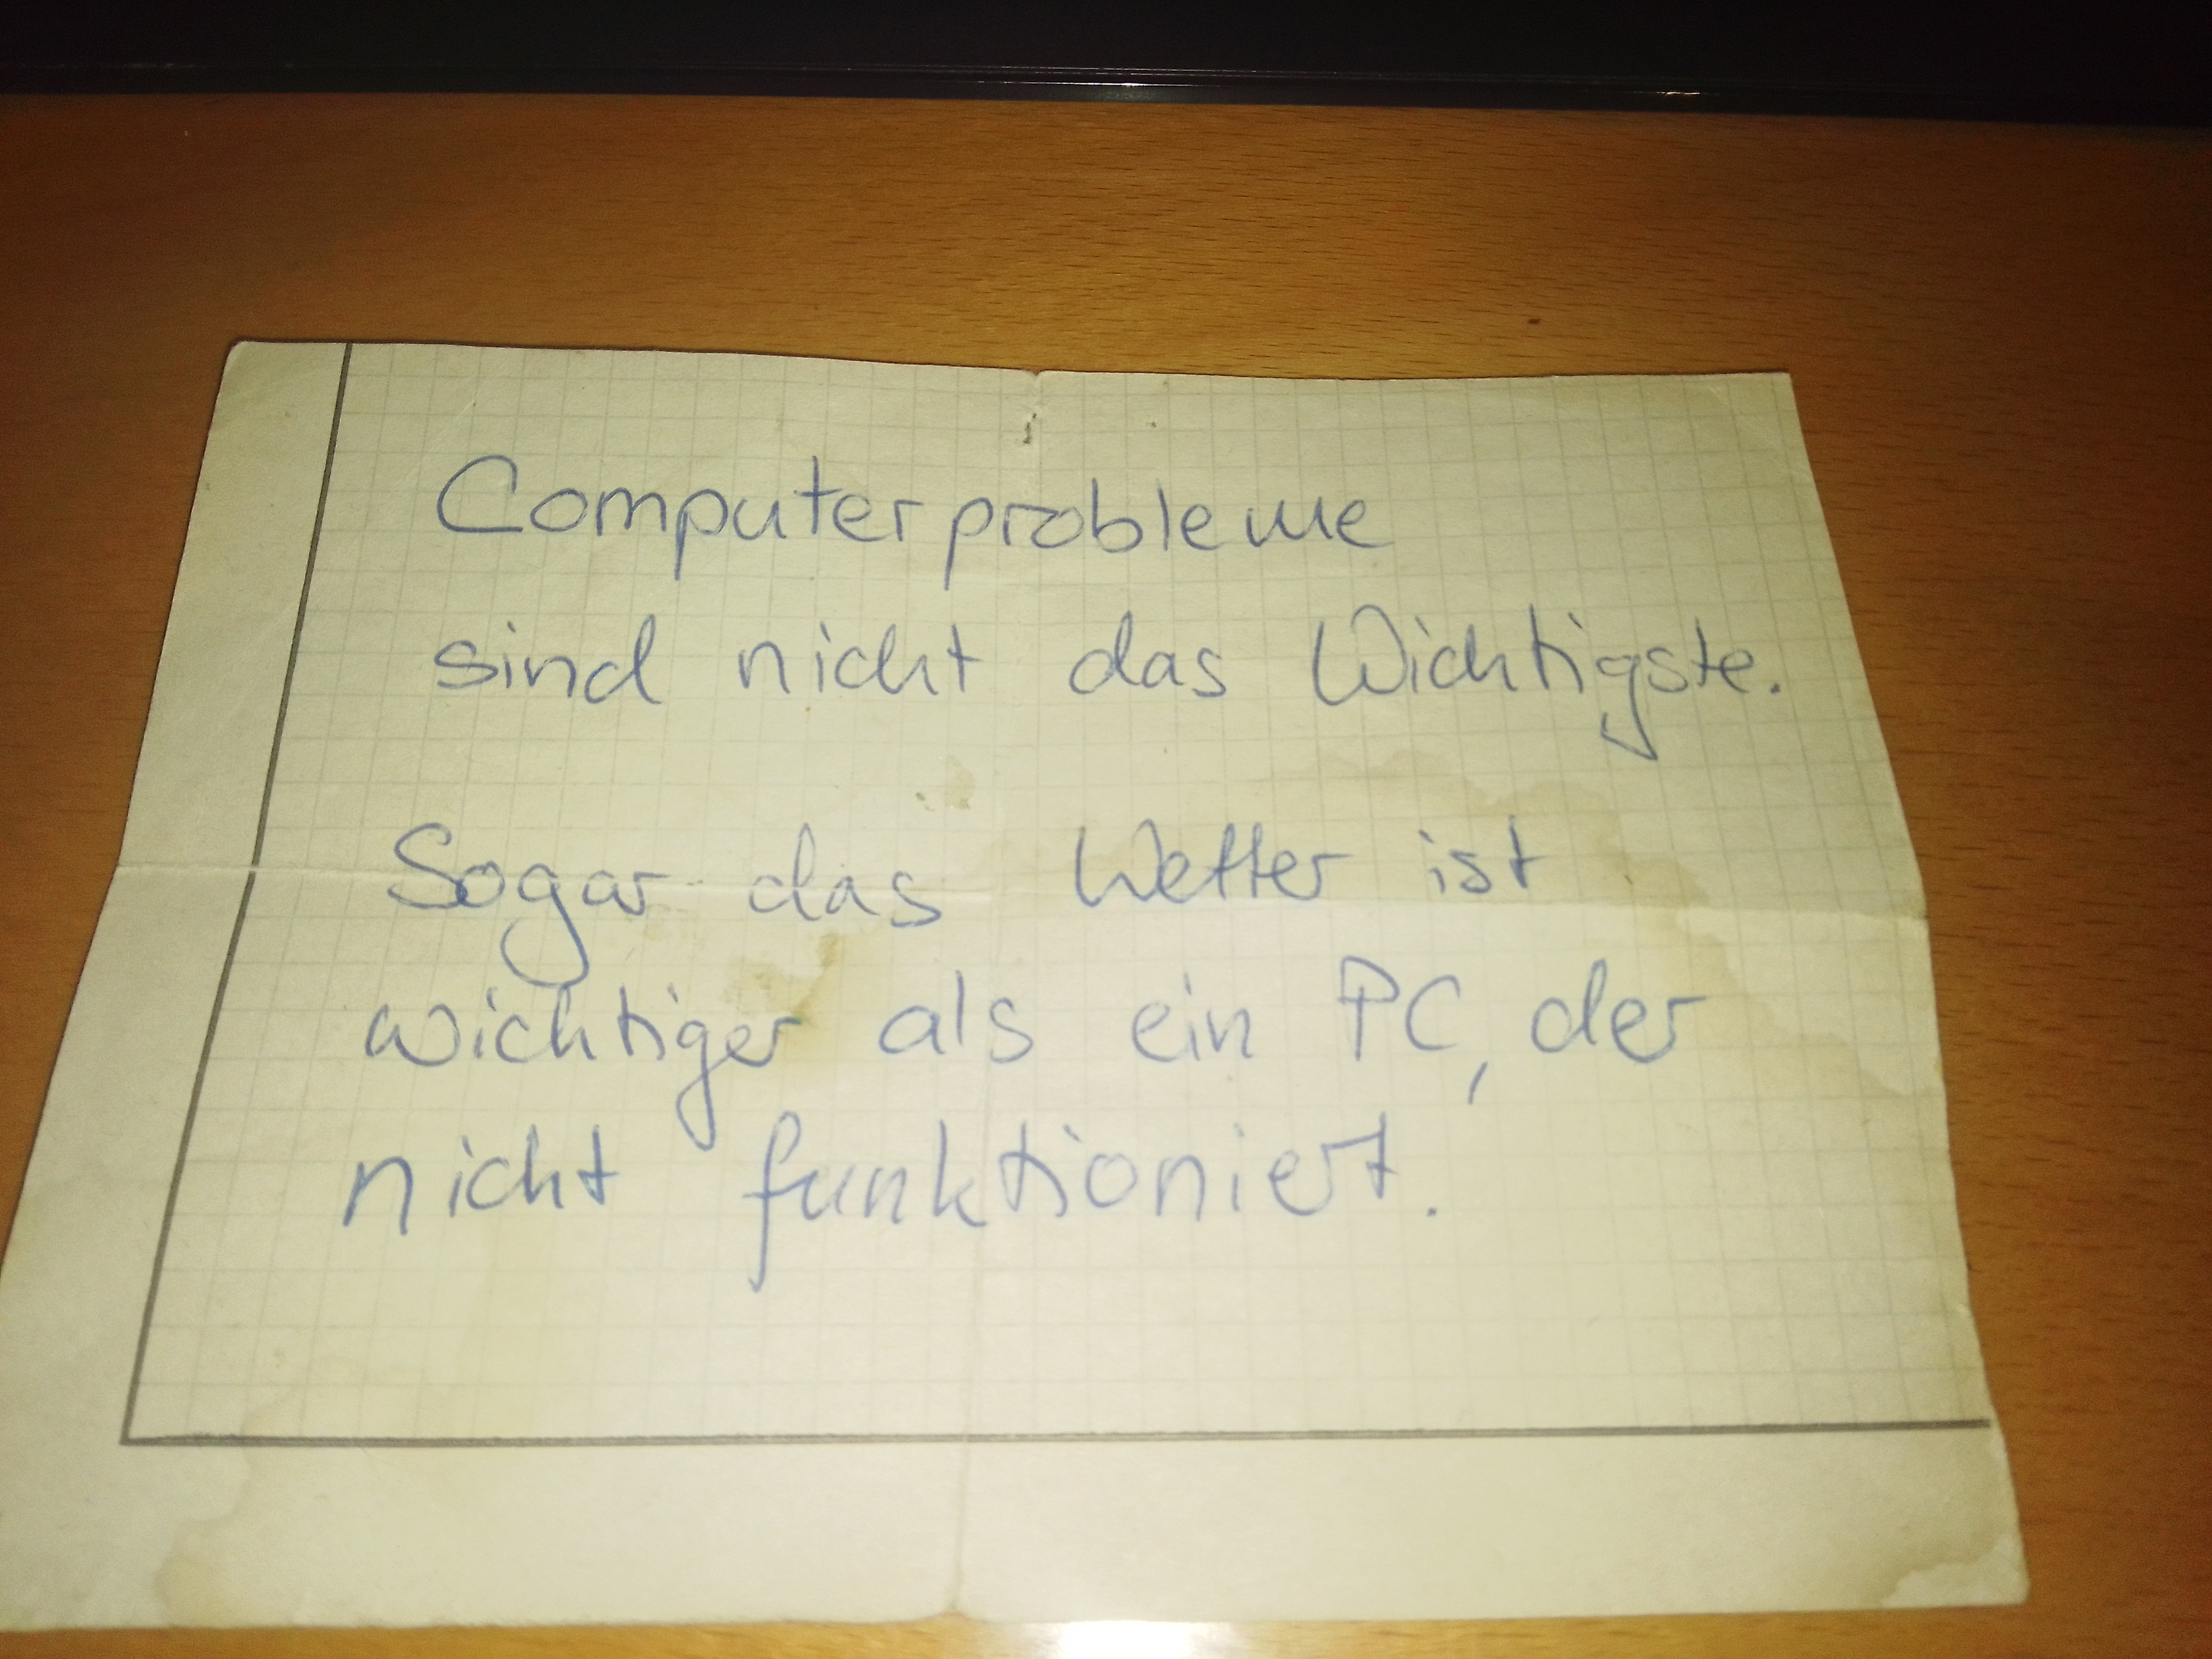 Computerprobleme
sind nicht das Wichtigste.
Sogar das Wetter ist
wichtiger als ein PC, der
nicht funktioniert.